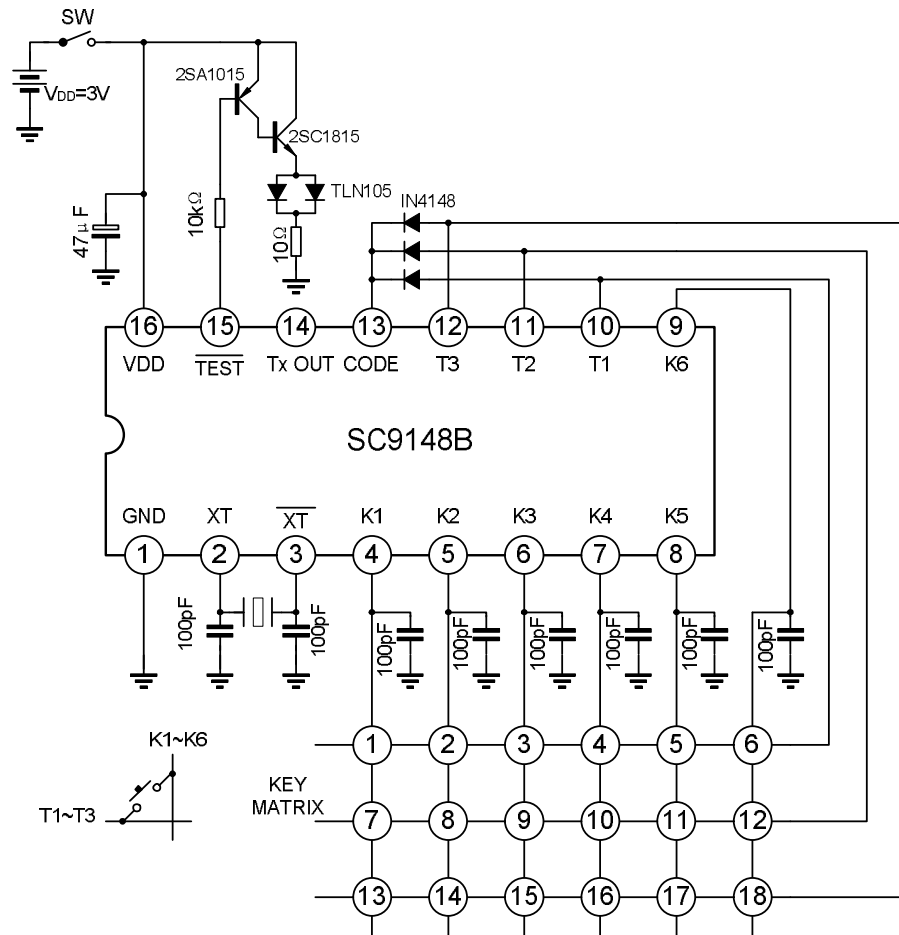 SW
VDD=3V
2SA1015
2SC1815
TLN105
IN4148
47μF
10kΩ
10Ω
16 15 14 13 12 11 10 9
VDD TEST Tx OUT CODE T3 T2 T1 K6
SC9148B
GND XT XT K1 K2 K3 K4 K5
1 2 3 4 5 6 7 8
100pF 100pF 100pF 100pF 100pF 100pF 100pF 100pF
K1~K6
T1~T3
KEY
MATRIX
1 2 3 4 5 6
7 8 9 10 11 12
13 14 15 16 17 18